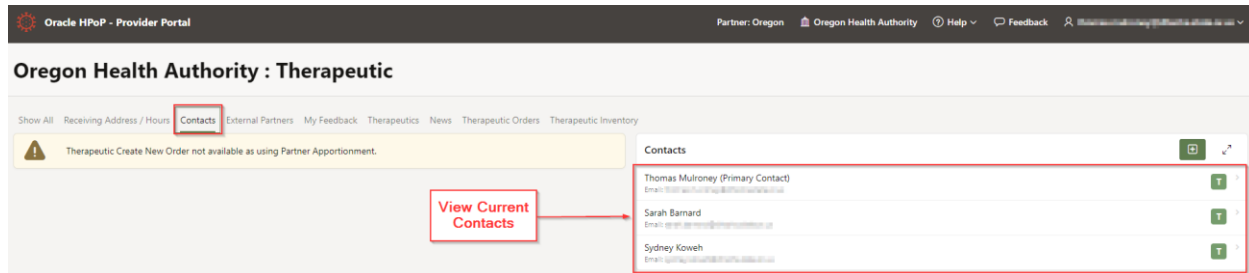 Oracle HPoP - Provider Portal
Partner: Oregon Oregon Health Authority Help Feedback
Oregon Health Authority : Therapeutic
Show All Receiving Address / Hours Contacts External Partners My Feedback Therapeutics News Therapeutic Orders Therapeutic Inventory
Therapeutic Create New Order not available as using Partner Apportionment.
Contacts
Thomas Mulroney (Primary Contact)
Email:
T
Sarah Barnard
Email:
T
Sydney Koweh
Email:
T
View Current
Contacts